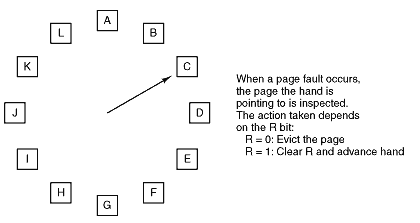 A
L
B
K
C
J
D
I
E
H
F
G
When a page fault occurs,
the page the hand is
pointing to is inspected.
The action taken depends
on the R bit:
R = 0: Evict the page
R = 1: Clear R and advance hand